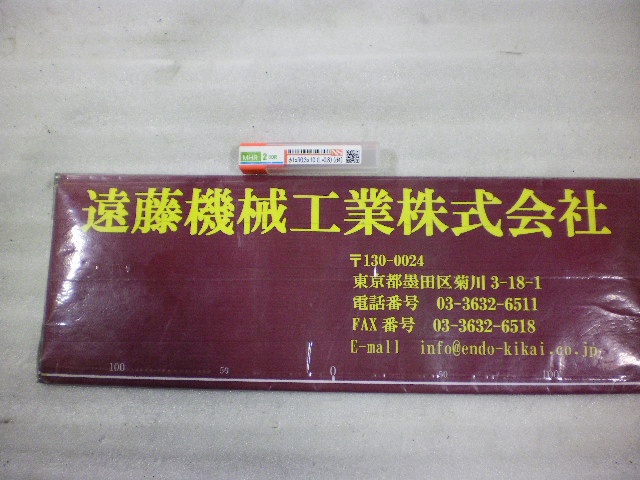 MHR 2
遠藤機械工業株式会社
〒130-0024
東京都墨田区菊川 3-18-1
電話番号 03-3632-6511
FAX 番号 03-3632-6518
E-mall info@endo-kikai.co.jp
100 50 0 50 100